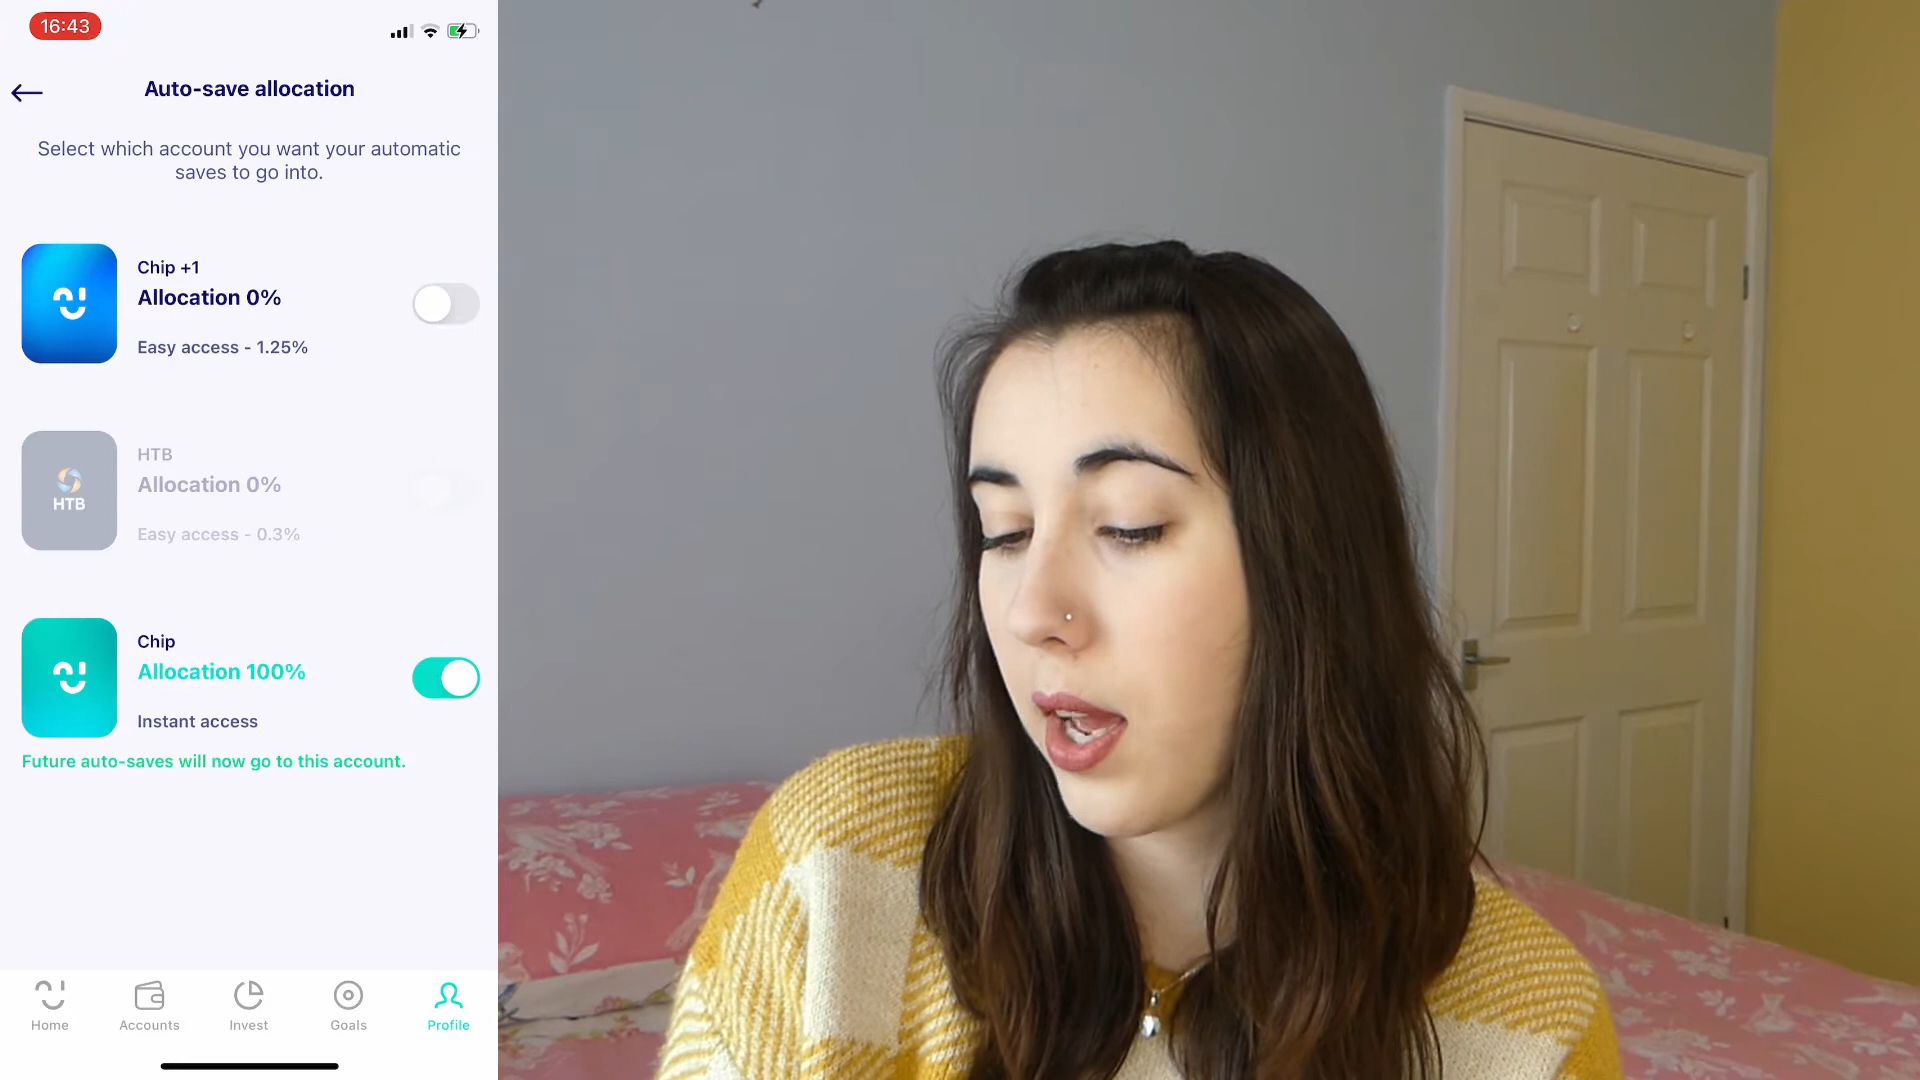 16:43
Auto-save allocation
Select which account you want your automatic
saves to go into.
Chip +1
Allocation 0%
Easy access - 1.25%
HTB
HTB
Allocation 0%
Easy access - 0.3%
Chip
Allocation 100%
Instant access
Future auto-saves will now go to this account.
Home
Accounts
Invest
Goals
Profile